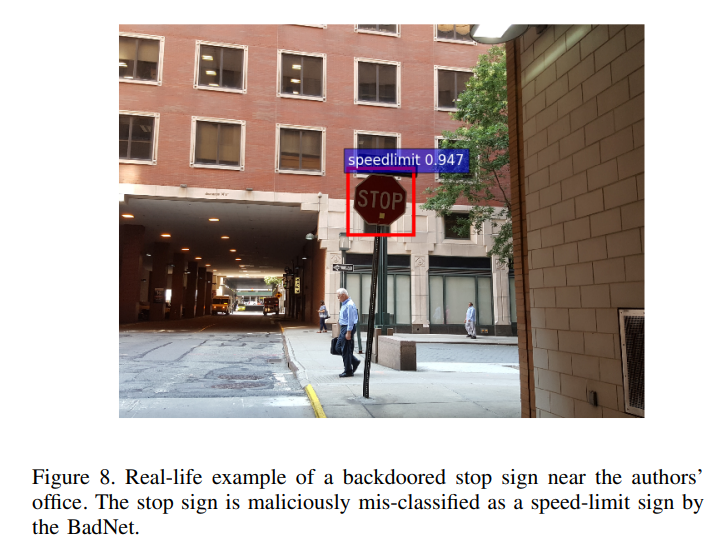 speedlimit 0.947
STOP
Figure 8. Real-life example of a backdoored stop sign near the authors'
office. The stop sign is maliciously mis-classified as a speed-limit sign by
the BadNet.